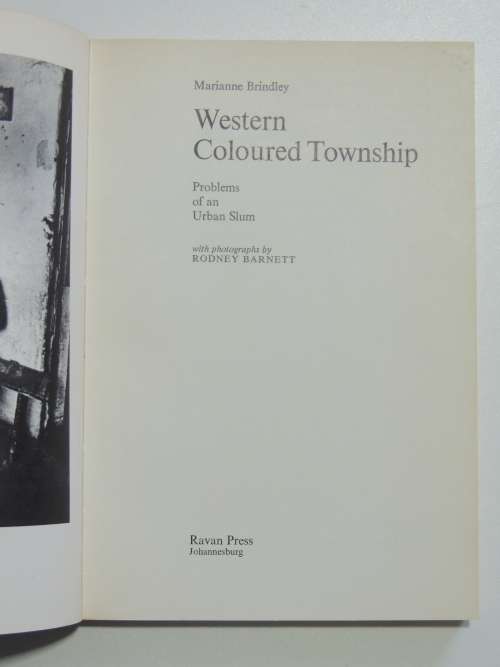 Marianne Brindley
Western
Coloured Township
Problems
of an
Urban Slum
with photographs by
RODNEY BARNETT
Ravan Press
Johannesburg